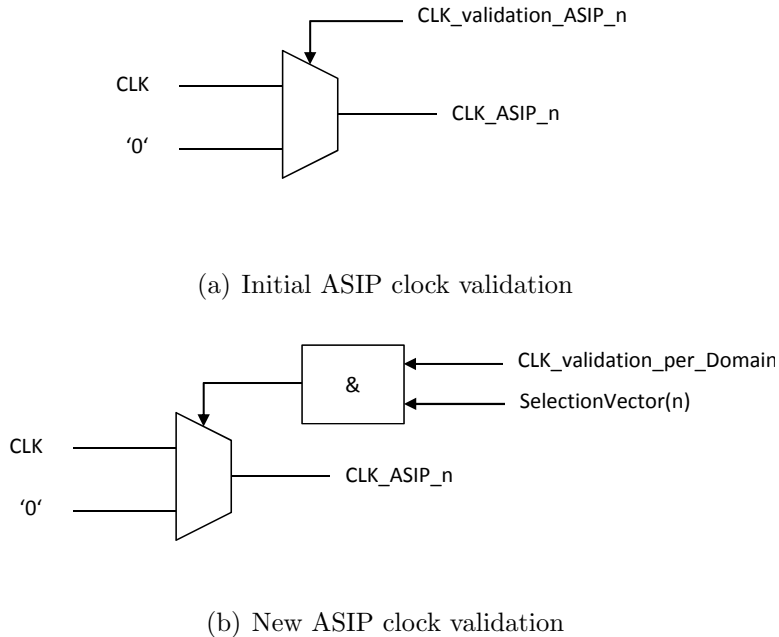 CLK_validation_ASIP_n
CLK
CLK_ASIP_n
‘0‘
(a) Initial ASIP clock validation
CLK_validation_per_Domain
&
SelectionVector(n)
CLK
CLK_ASIP_n
‘0‘
(b) New ASIP clock validation